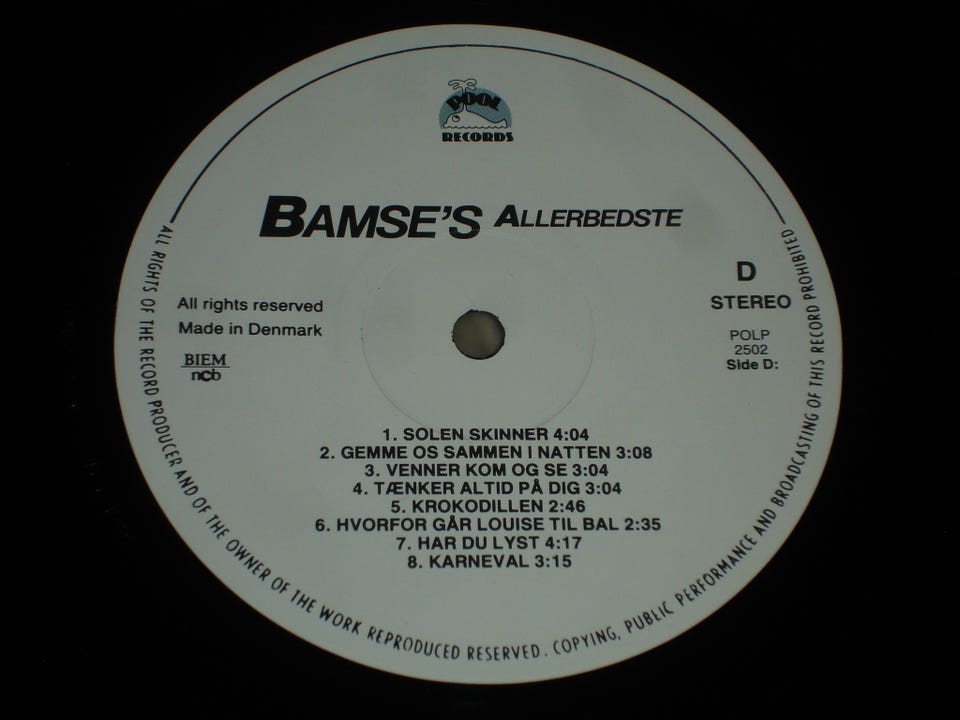 POOL
RECORDS
BAMSE'S ALLERBEDSTE
All rights reserved
Made in Denmark
BIEM
ncb
D
STEREO
POLP
2502
Side D:
1. SOLEN SKINNER 4:04
2. GEMME OS SAMMEN I NATTEN 3:08
3. VENNER KOM OG SE 3:04
4. TÆNKER ALTID PÅ DIG 3:04
5. KROKODILLEN 2:46
6. HVORFOR GÅR LOUISE TIL BAL 2:35
7. HAR DU LYST 4:17
8. KARNEVAL 3:15
ALL RIGHTS OF THE RECORD PRODUCER AND OF THE OWNER OF THE WORK REPRODUCED RESERVED. COPYING, PUBLIC PERFORMANCE AND BROADCASTING OF THIS RECORD PROHIBITED